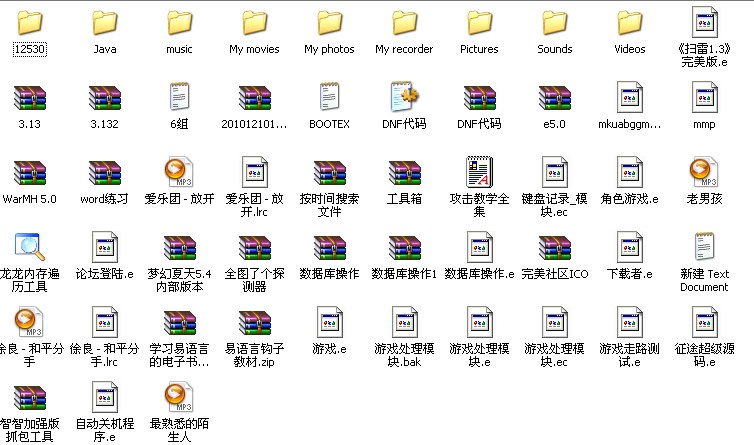 12530
Java
music
My movies
My photos
My recorder
Pictures
Sounds
Videos
《扫雷1.3》
完美版.e
3.13
3.132
6组
201012101...
BOOTEX
DNF代码
DNF代码
e5.0
mkuabggm...
mmp
WarMH 5.0
word练习
爱乐团 - 放开
爱乐团 - 放
开.lrc
按时间搜索
文件
工具箱
攻击教学全
集
键盘记录_模
块.ec
角色游戏.e
老男孩
龙龙内存遍
历工具
论坛登陆.e
梦幻夏天5.4
内部版本
全图了个探
测器
数据库操作
数据库操作1
数据库操作.e
完美社区ICO
下载者.e
新建 Text
Document
徐良 - 和平分
手
徐良 - 和平分
手.lrc
学习易语言
的电子书...
易语言钩子
教材.zip
游戏.e
游戏处理模
块.bak
游戏处理模
块.e
游戏处理模
块.ec
游戏走路测
试.e
征途超级源
码.e
智智加强版
抓包工具
自动关机程
序.e
最熟悉的陌
生人